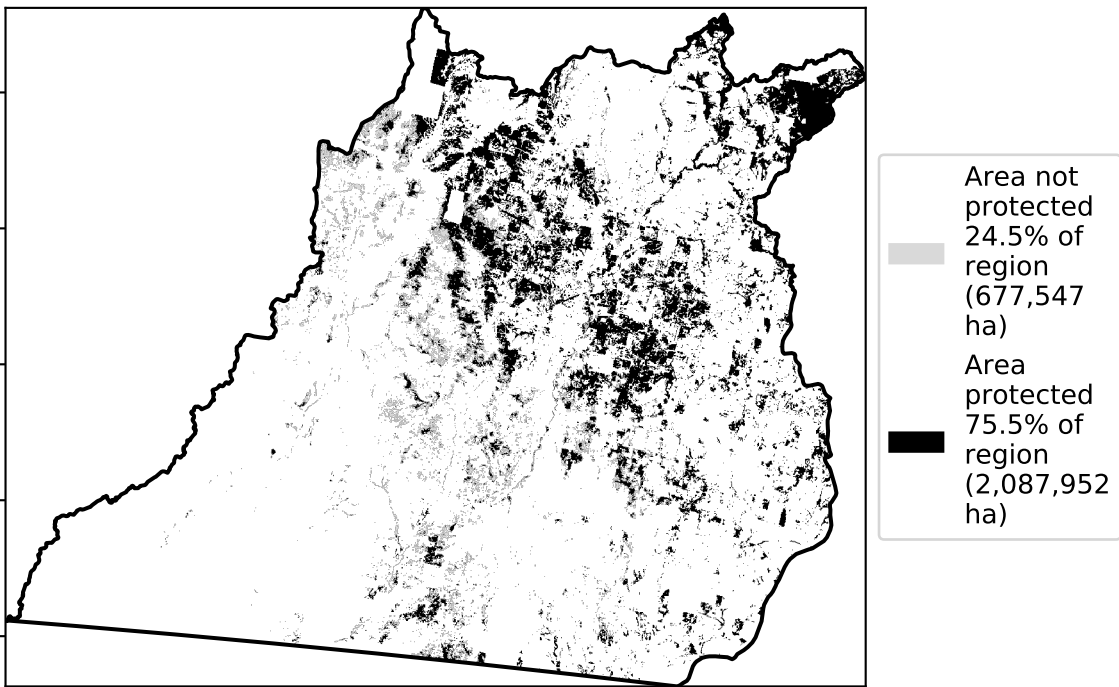 Area not
protected
24.5% of
region
(677,547
ha)
Area
protected
75.5% of
region
(2,087,952
ha)